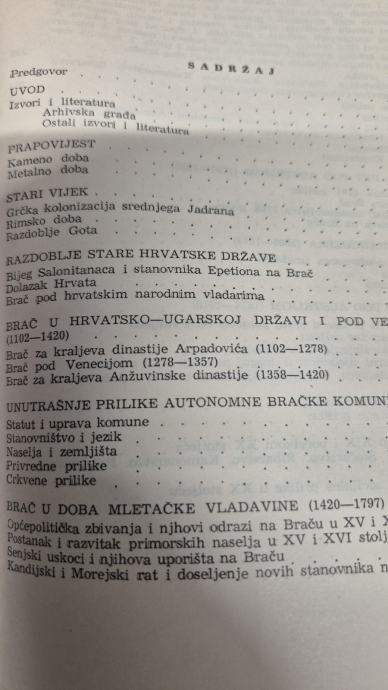 SADRŽAJ
Predgovor . . . . . . . .
UVOD . . . . . . . .
Izvori i literatura . . . . . . .
Arhivska građa . . . . . .
Ostali izvori i literatura . . . . .
PRAPOVIJEST . . . . . . .
Kameno doba . . . . . . .
Metalno doba . . . . . . .
STARI VIJEK . . . . . . . .
Grčka kolonizacija srednjega Jadrana . . . .
Rimsko doba . . . . . . . .
Razdoblje Gota . . . . . . .
RAZDOBLJE STARE HRVATSKE DRŽAVE . . . .
Bijeg Salonitanaca i stanovnika Epetiona na Brač
Dolazak Hrvata . . . . . . .
Brač pod hrvatskim narodnim vladarima . . .
BRAČ U HRVATSKO—UGARSKOJ DRŽAVI I POD
(1102—1420) . . . . . . .
Brač za kraljeva dinastije Arpadovića (1102—1278) . .
Brač pod Venecijom (1278—1357) . . . .
Brač za kraljeva Anžuvinske dinastije (1358—1420) . .
UNUTRAŠNJE PRILIKE AUTONOMNE BRAČKE
Statut i uprava komune . . . . . .
Stanovništvo i jezik . . . . . . .
Naselja i zemljišta . . . . . . .
Privredne prilike . . . . . . .
Crkvene prilike . . . . . . .
BRAČ U DOBA MLETAČKE VLADAVINE (1420—1797)
Općepolitička zbivanja i njhovi odrazi na Braču u XV i
Postanak i razvitak primorskih naselja u XV i XVI
Senjski uskoci i njihova uporišta na Braču . . . .
Kandijski i Morejski rat i doseljenje novih stanovnika